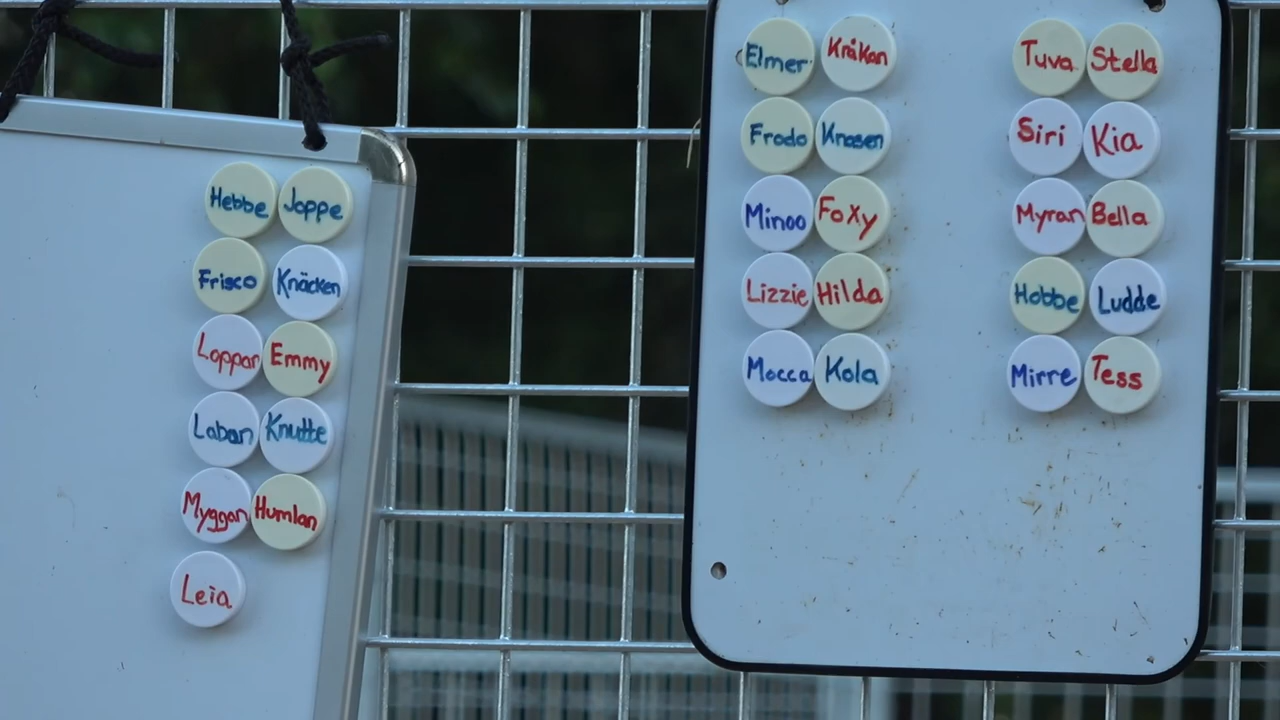 Hebbe Joppe
Frisco Knäcken
Loppan Emmy
Laban Knutte
Myggan Humlan
Leia
Elmer Kråkan
Frodo Knasen
Minoo Foxy
Lizzie Hilda
Mocca Kola
Tuva Stella
Siri Kia
Myran Bella
Hobbe Ludde
Mirre Tess